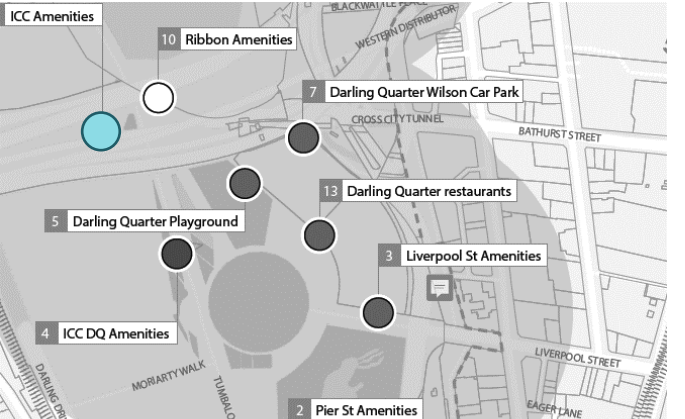 BLACKWATTLE PLACE
ICC Amenities
WESTERN DISTRIBUTOR
10 Ribbon Amenities
7 Darling Quarter Wilson Car Park
CROSS CITY TUNNEL
BATHURST STREET
13 Darling Quarter restaurants
5 Darling Quarter Playground
3 Liverpool St Amenities
4 ICC DQ Amenities
LIVERPOOL STREET
MORIARTY WALK
DARLING
2 Pier St Amenities
EAGER LANE